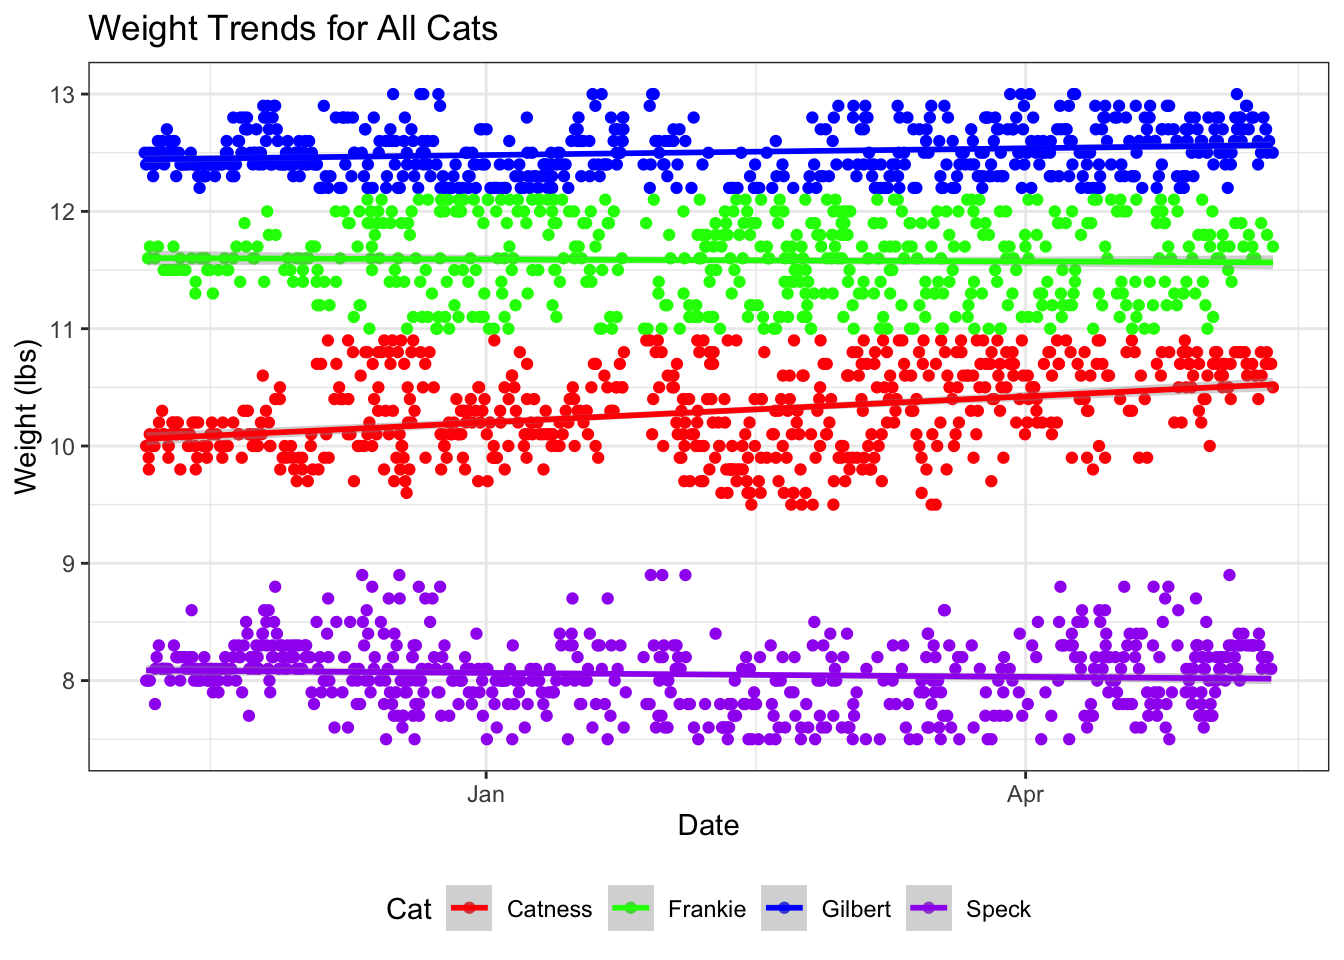 Weight Trends for All Cats
13
12
11
10
9
8
Weight (lbs)
Jan
Apr
Date
Cat
Catness
Frankie
Gilbert
Speck